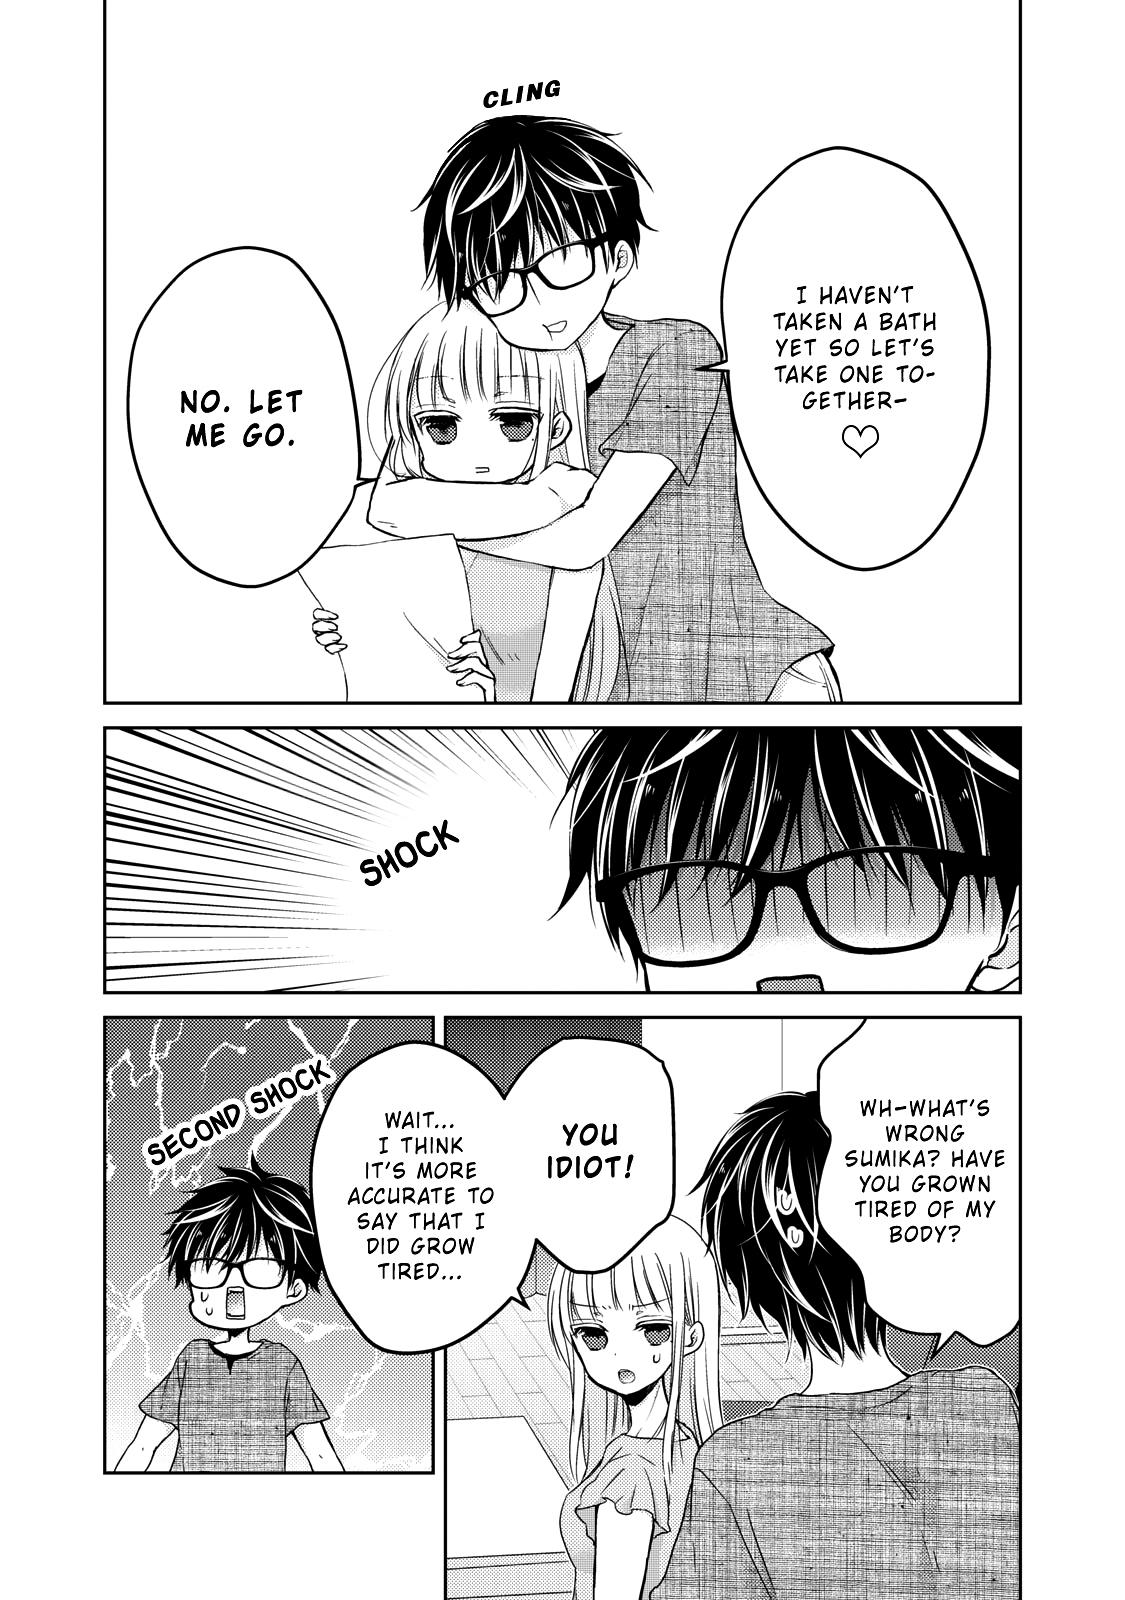 CLING
I HAVEN'T
TAKEN A BATH
YET SO LET'S
TAKE ONE TO-
GETHER-
♡
NO. LET
ME GO.
SHOCK
WH-WHAT'S
WRONG
SUMIKA? HAVE
YOU GROWN
TIRED OF MY
BODY?
YOU
IDIOT!
WAIT...
I THINK
IT'S MORE
ACCURATE TO
SAY THAT I
DID GROW
TIRED...
SECOND SHOCK